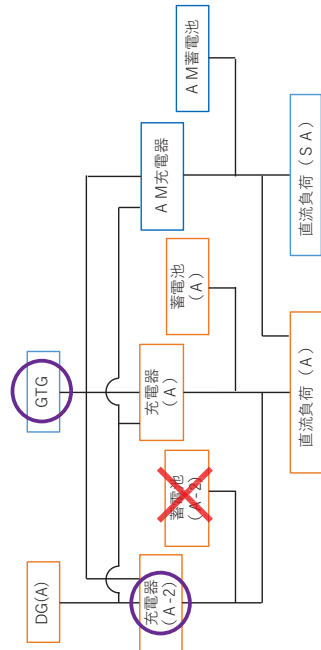 DG(A)
GTG
充電器
(A-2)
蓄電池
(A-2)
充電器
(A)
蓄電池
(A)
AM充電器
AM蓄電池
直流負荷(A)
直流負荷(SA)